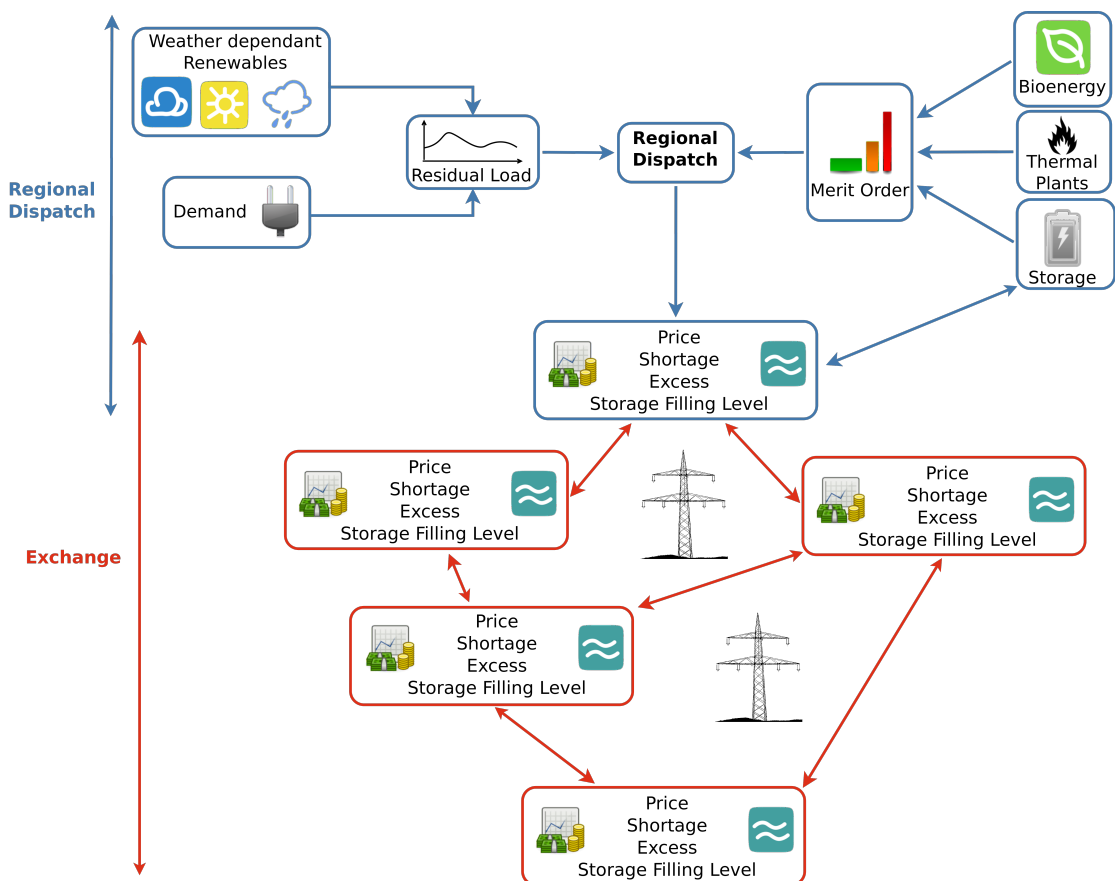 Weather dependant
Renewables
Bioenergy
Thermal
Plants
Storage
Merit Order
Regional
Dispatch
Residual Load
Demand
Regional
Dispatch
Price
Shortage
Excess
Storage Filling Level
Exchange
Price
Shortage
Excess
Storage Filling Level
Price
Shortage
Excess
Storage Filling Level
Price
Shortage
Excess
Storage Filling Level
Price
Shortage
Excess
Storage Filling Level